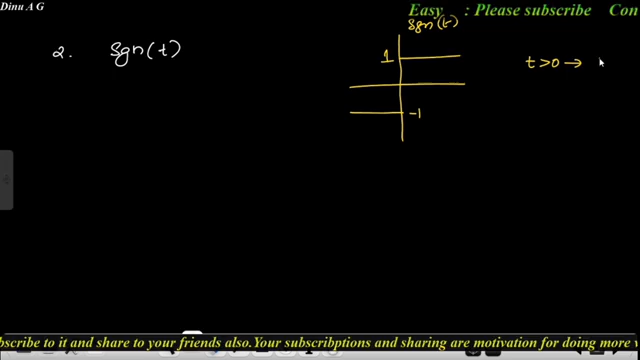 Dinu A G
Easy : Please subscribe Con
2. Sgn(t)
Sgn(t)
1
t>0 →
-1
bscribe to it and share to your friends also.Your subscribptions and sharing are motivation for doing more v